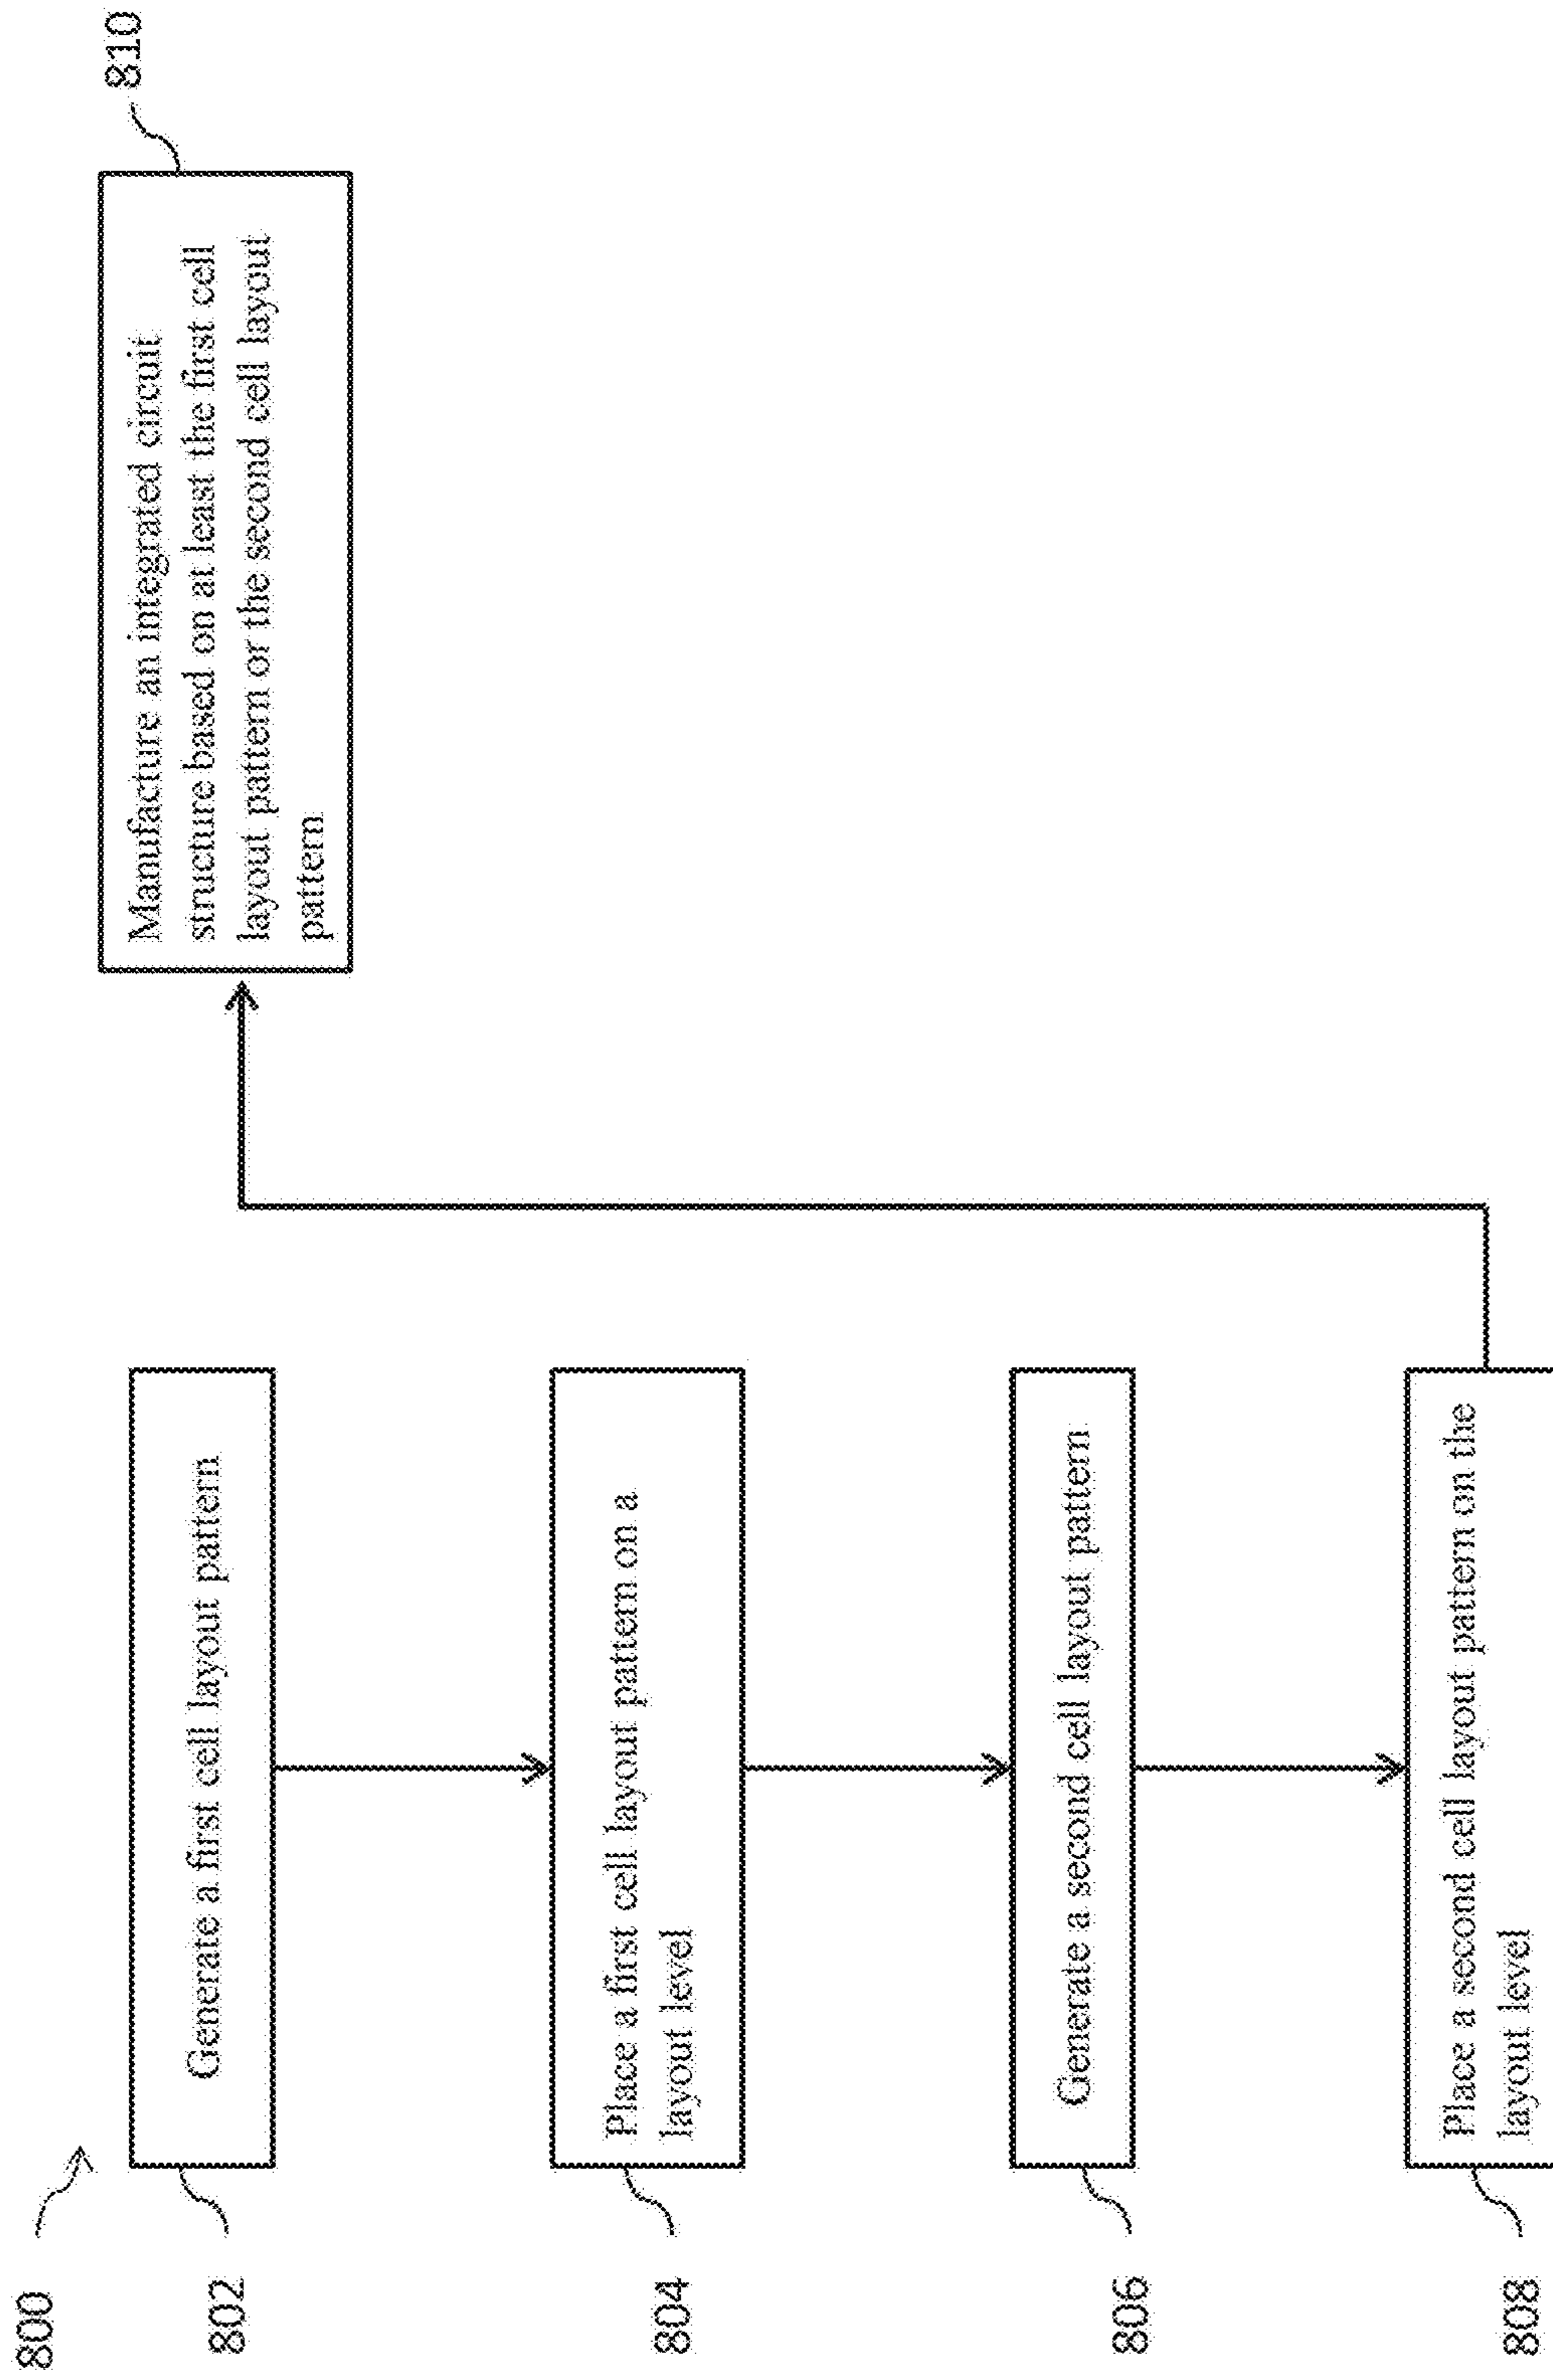 800
802
Generate a first cell layout pattern
804
Place a first cell layout pattern on a
layout level
806
Generate a second cell layout pattern
808
Place a second cell layout pattern on the
layout level
810
Manufacture an integrated circuit
structure based on at least the first cell
layout pattern or the second cell layout
pattern